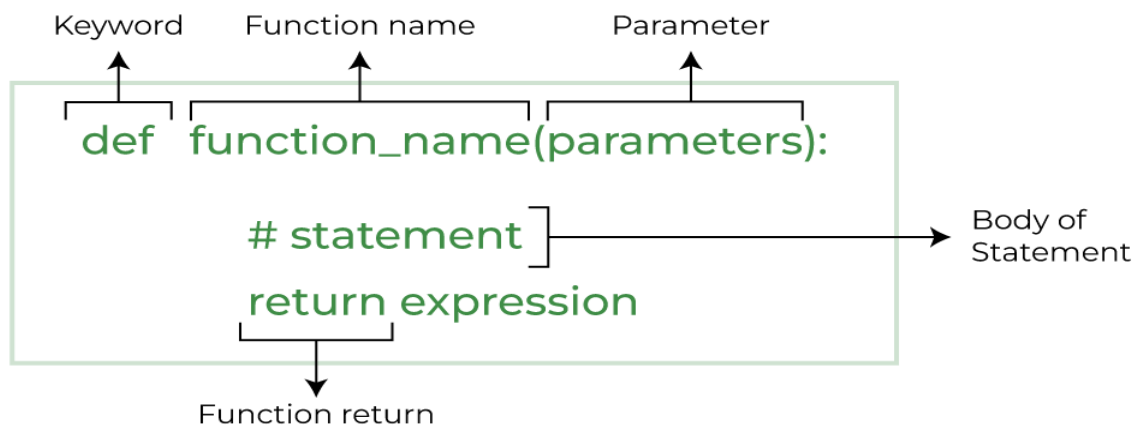 Keyword Function name Parameter
def function_name(parameters):
# statement
Body of
Statement
return expression
Function return